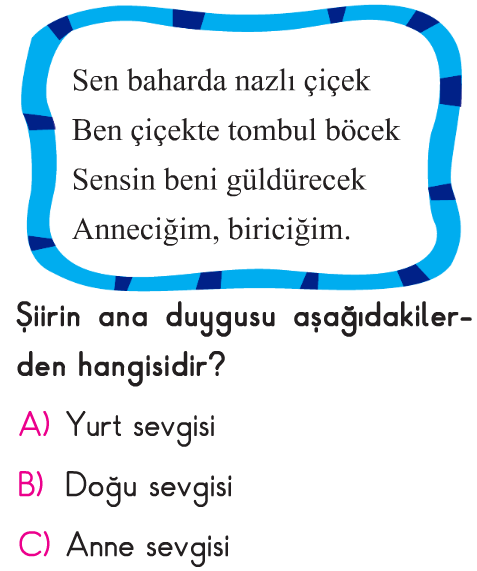 Sen baharda nazlı çiçek
Ben çiçekte tombul böcek
Sensin beni güldürecek
Anneciğim, biriciğim.
Şiirin ana duygusu aşağıdakiler-
den hangisidir?
A) Yurt sevgisi
B) Doğu sevgisi
C) Anne sevgisi